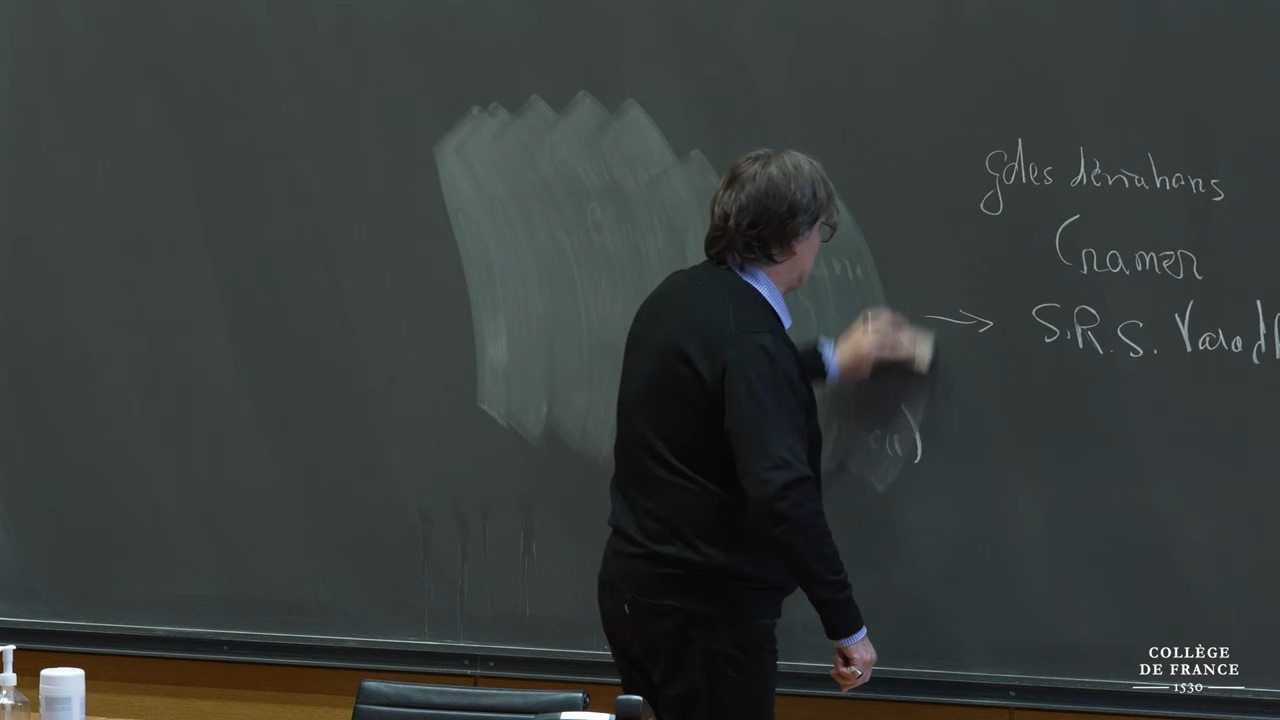 gdes déviations
Cramer
→ S.R.S. Varadh
COLLÈGE
DE FRANCE
1530